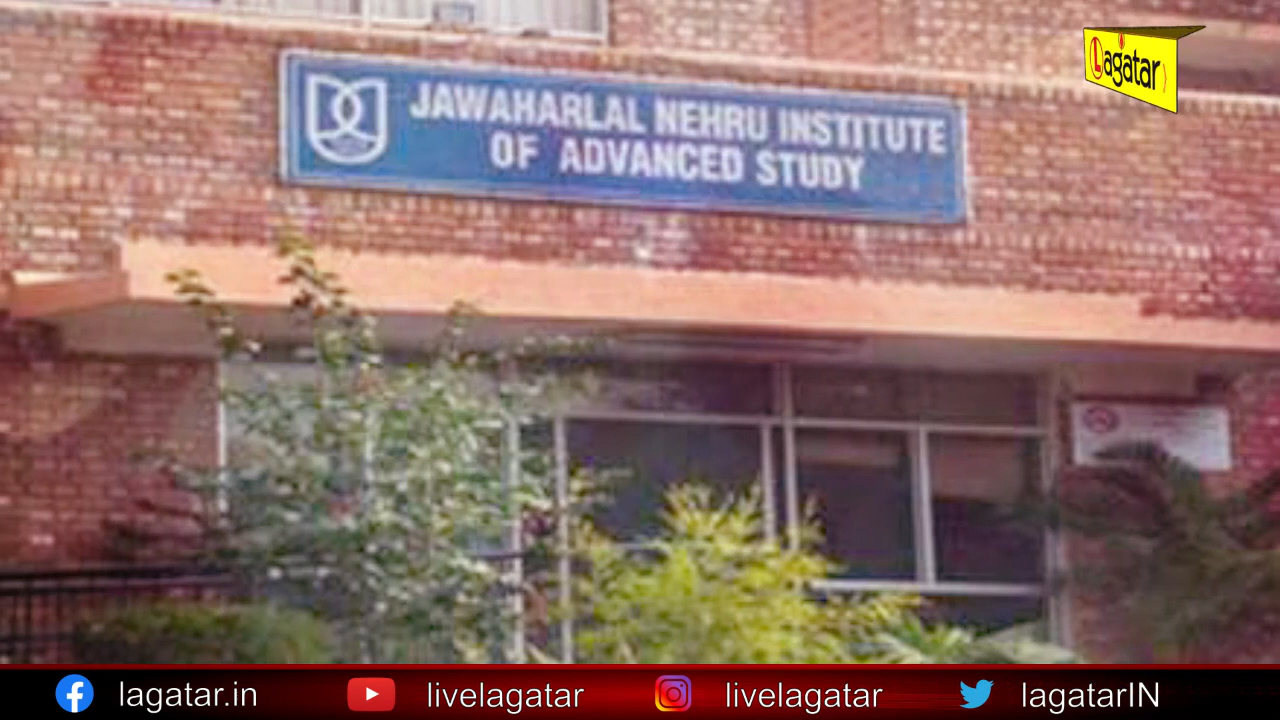 Lagatar
JAWAHARLAL NEHRU INSTITUTE
OF ADVANCED STUDY
lagatar.in
livelagatar
livelagatar
lagatarIN